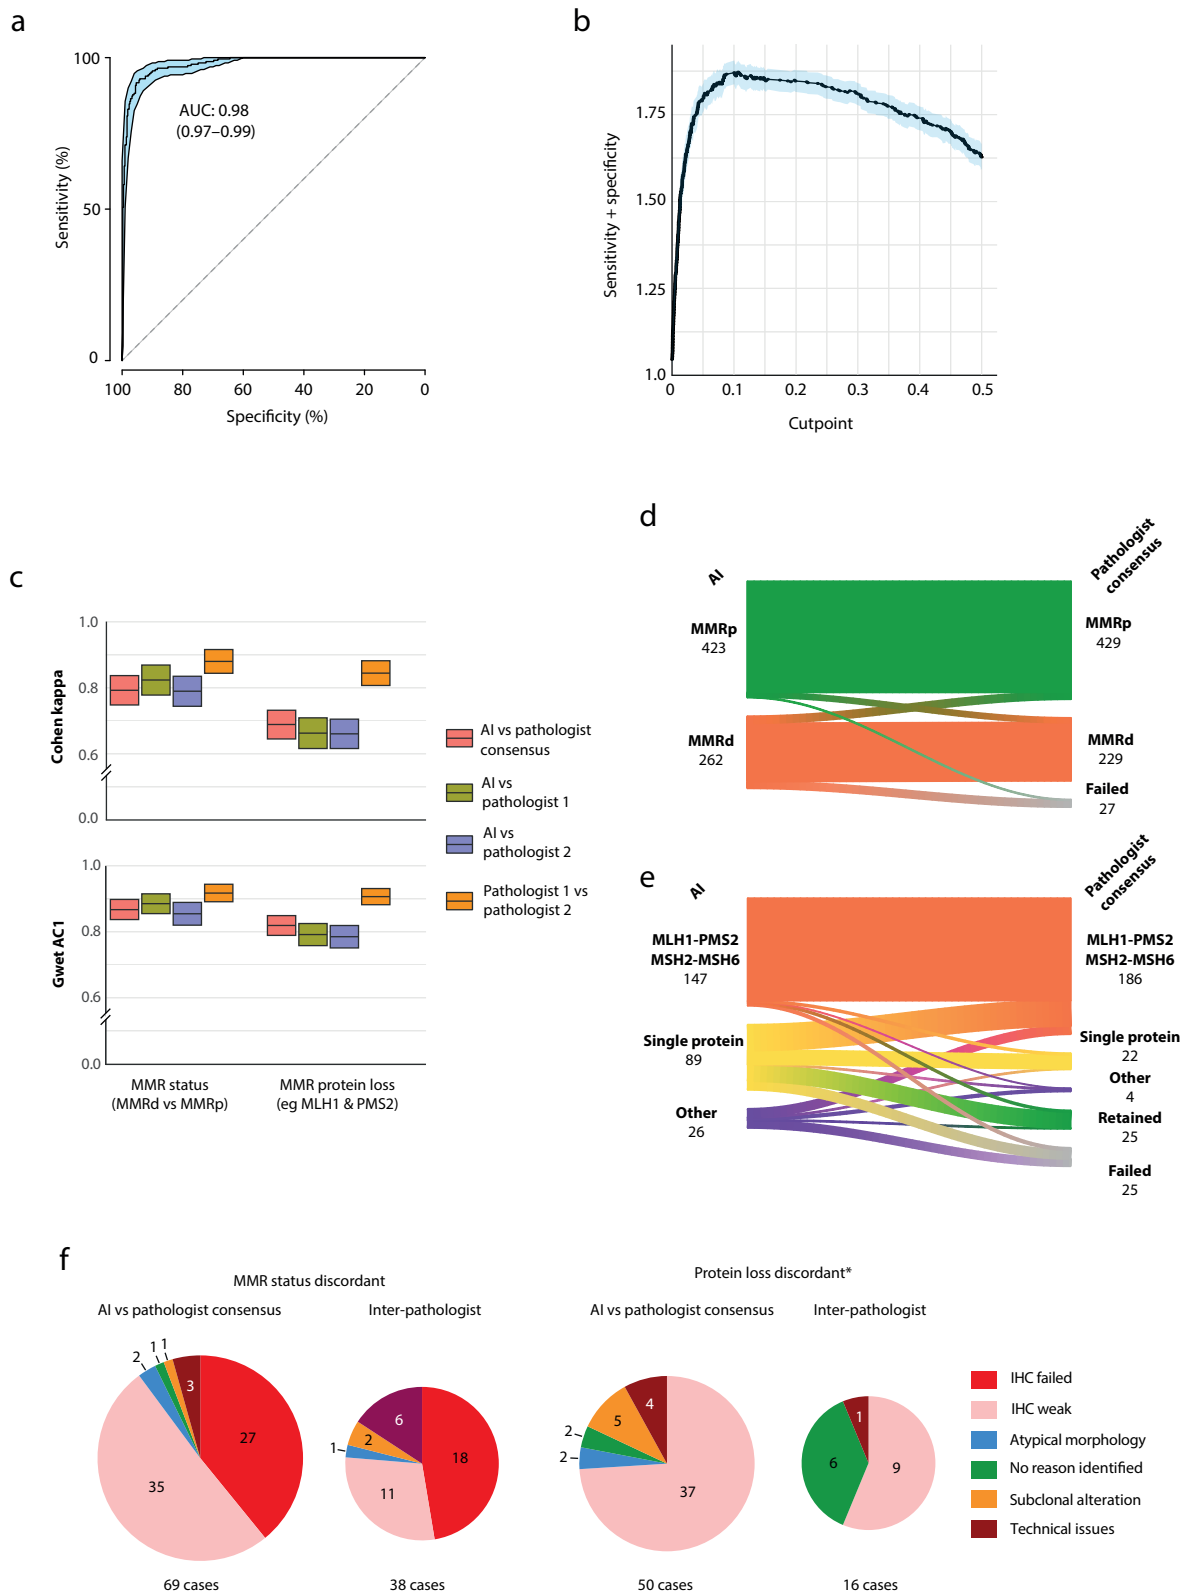 a
100
50
0
Sensitivity (%)
AUC: 0.98
(0.97–0.99)
100 80 60 40 20 0
Specificity (%)
b
1.75
1.50
1.25
1.0
Sensitivity + specificity
0 0.1 0.2 0.3 0.4 0.5
Cutpoint
c
Cohen kappa
1.0
0.8
0.6
0.0
Gwet AC1
1.0
0.8
0.6
0.0
MMR status
(MMRd vs MMRp)
MMR protein loss
(eg MLH1 & PMS2)
AI vs pathologist
consensus
AI vs
pathologist 1
AI vs
pathologist 2
Pathologist 1 vs
pathologist 2
d
AI
Pathologist
consensus
MMRp
423
MMRd
262
MMRp
429
MMRd
229
Failed
27
e
AI
Pathologist
consensus
MLH1-PMS2
MSH2-MSH6
147
Single protein
89
Other
26
MLH1-PMS2
MSH2-MSH6
186
Single protein
22
Other
4
Retained
25
Failed
25
f
MMR status discordant
AI vs pathologist consensus
2
1
1
3
27
35
69 cases
Inter-pathologist
6
2
1
18
11
38 cases
Protein loss discordant*
AI vs pathologist consensus
4
5
2
2
37
50 cases
Inter-pathologist
1
6
9
16 cases
IHC failed
IHC weak
Atypical morphology
No reason identified
Subclonal alteration
Technical issues